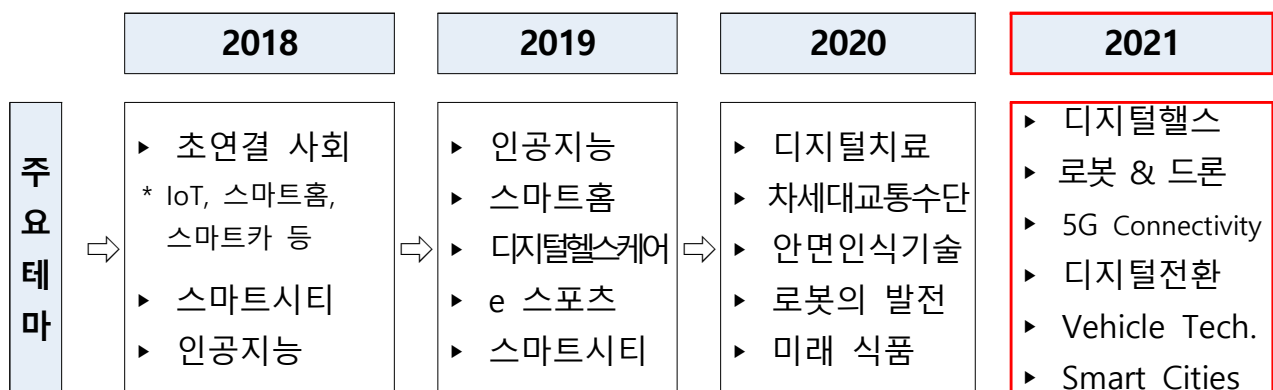 2018
2019
2020
2021
주요테마
▶ 초연결 사회
* IoT, 스마트홈,
스마트카 등
▶ 스마트시티
▶ 인공지능
▶ 인공지능
▶ 스마트홈
▶ 디지털헬스케어
▶ e 스포츠
▶ 스마트시티
▶ 디지털치료
▶ 차세대교통수단
▶ 안면인식기술
▶ 로봇의 발전
▶ 미래 식품
▶ 디지털핼스
▶ 로봇 & 드론
▶ 5G Connectivity
▶ 디지털전환
▶ Vehicle Tech.
▶ Smart Cities